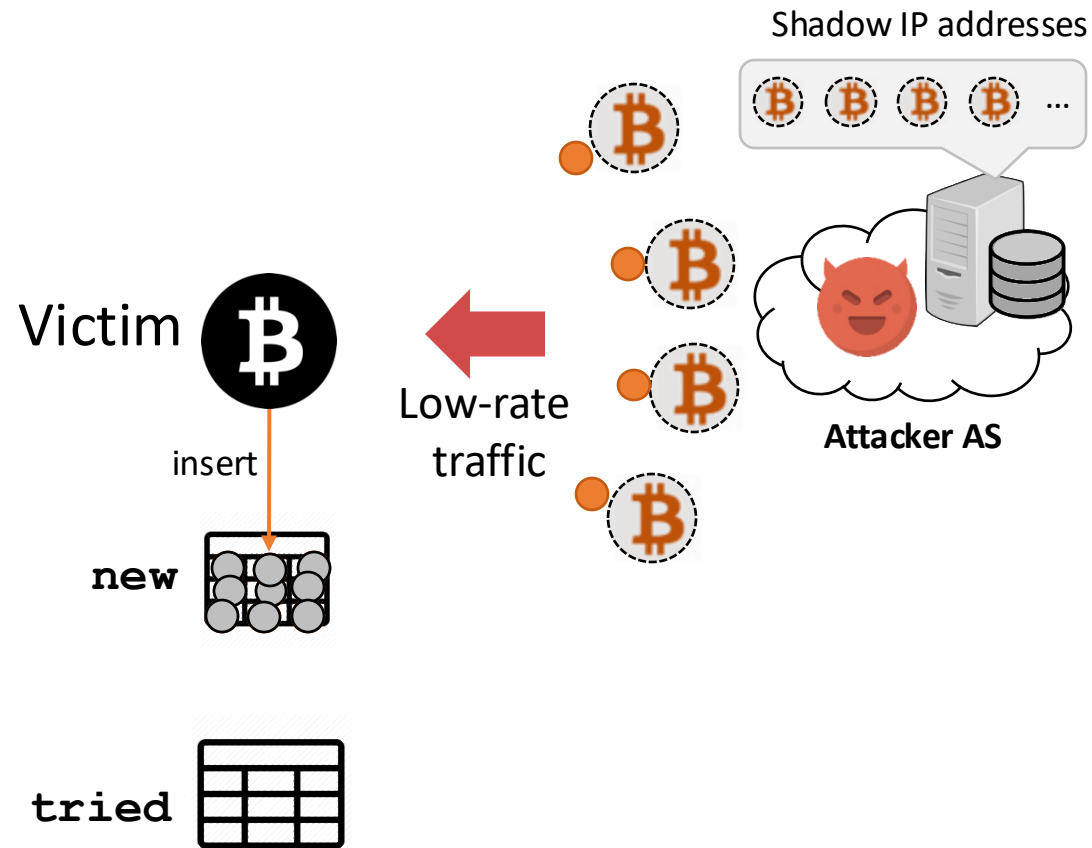 Shadow IP addresses
...
Victim
Low-rate
traffic
Attacker AS
insert
new
tried